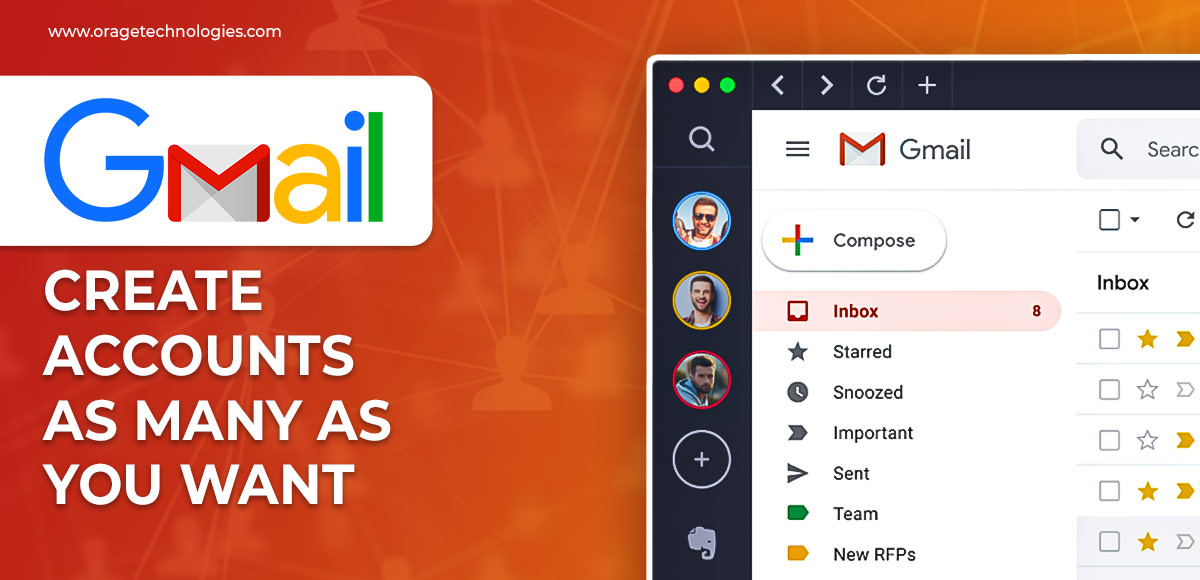 www.oragetechnologies.com
Gmail
CREATE
ACCOUNTS
AS MANY AS
YOU WANT
Gmail
Searc
Compose
Inbox
Inbox 8
Starred
Snoozed
Important
Sent
Team
New RFPs